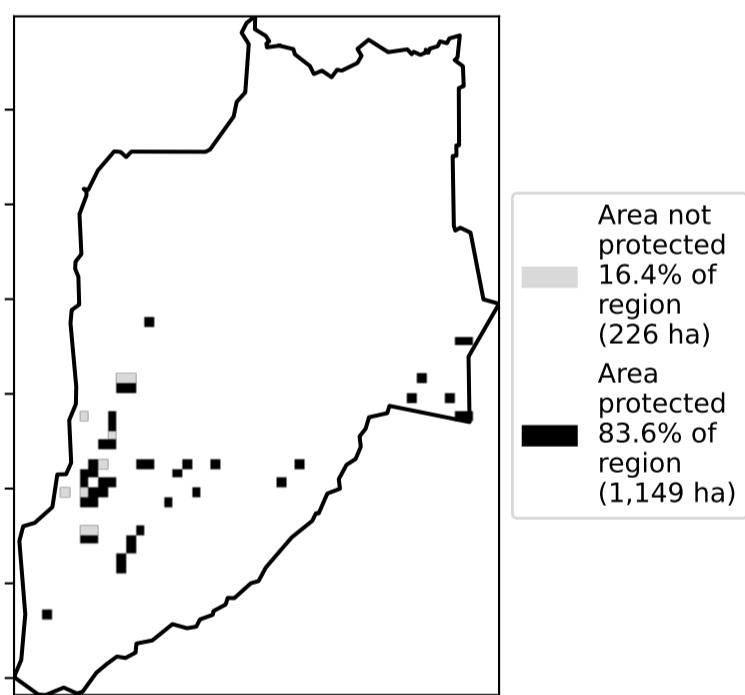 Area not
protected
16.4% of
region
(226 ha)
Area
protected
83.6% of
region
(1,149 ha)